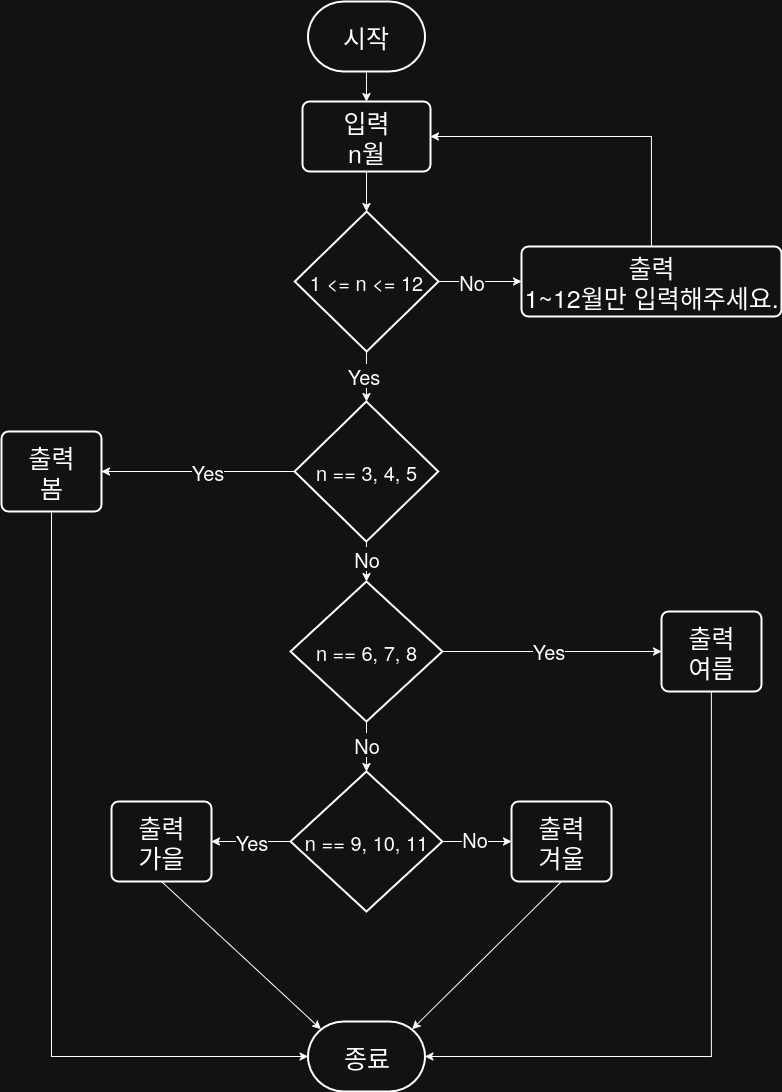 시작
입력
n월
1 <= n <= 12
No
출력
1~12월만 입력해주세요.
Yes
출력
봄
Yes
n == 3, 4, 5
No
n == 6, 7, 8
Yes
출력
여름
No
출력
가을
Yes
n == 9, 10, 11
No
출력
겨울
종료